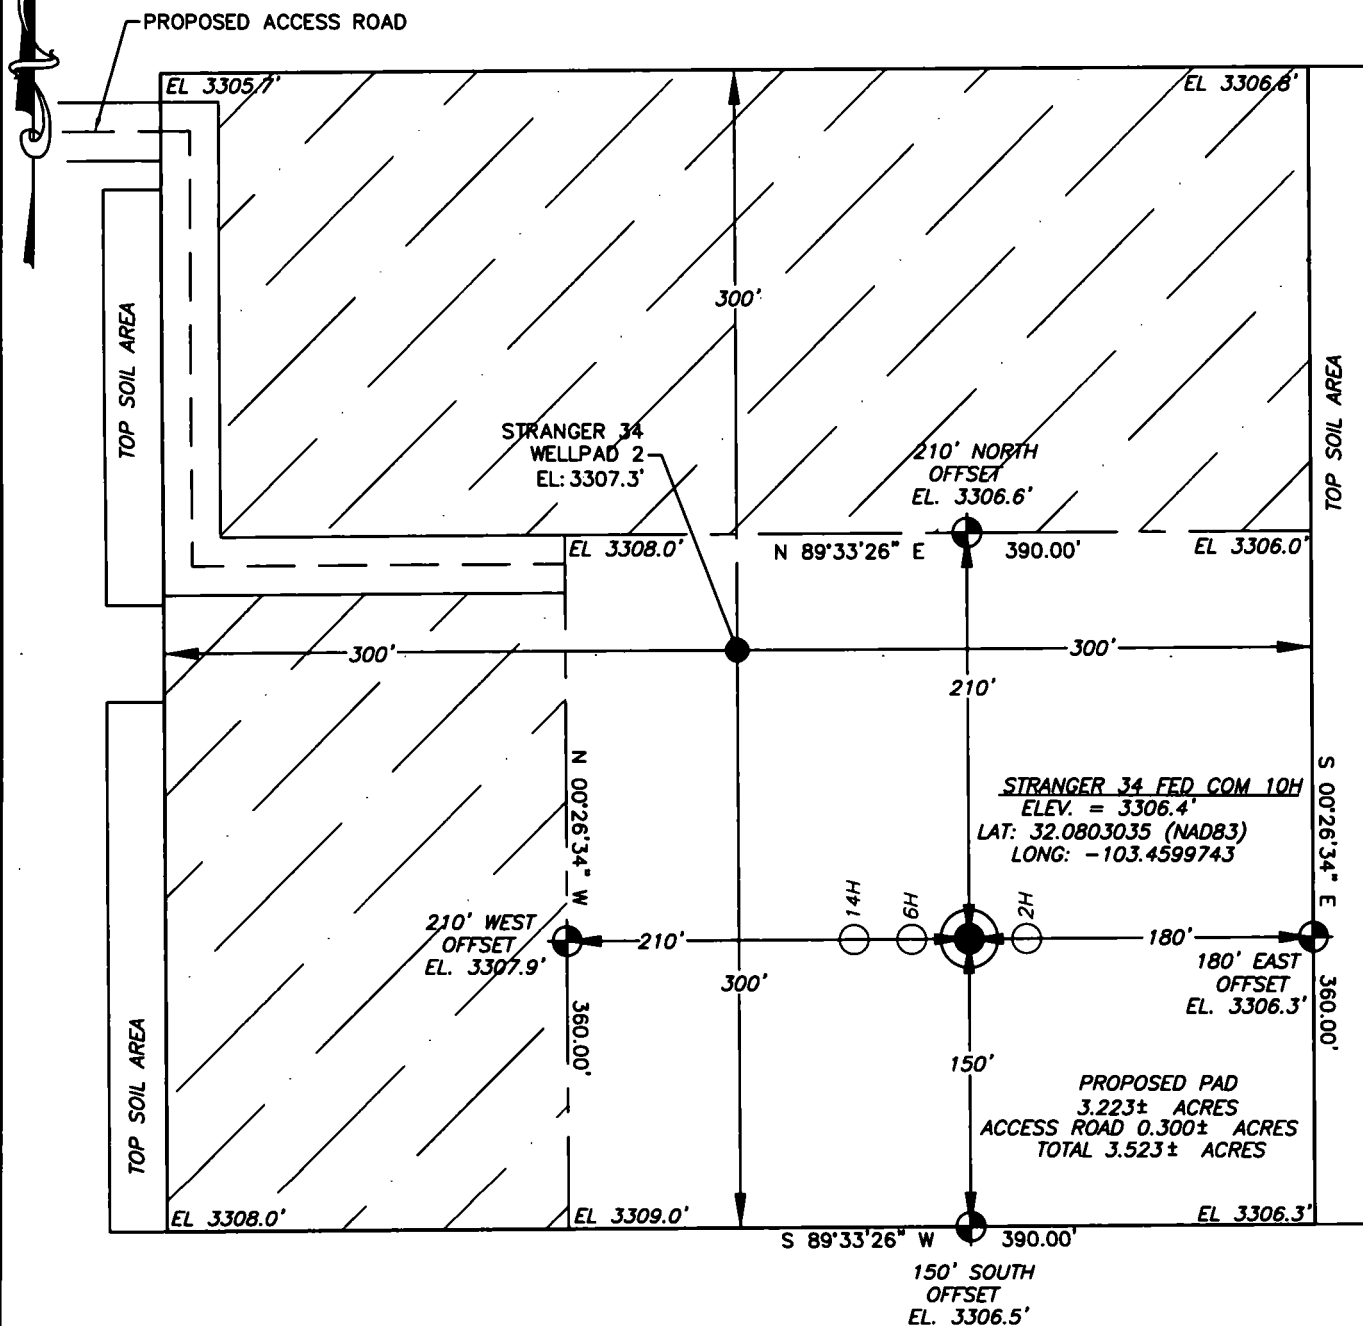 PROPOSED ACCESS ROAD
EL 3305.7'
EL 3306.8'
300'
TOP SOIL AREA
TOP SOIL AREA
STRANGER 34
WELLPAD 2
EL: 3307.3'
210' NORTH
OFFSET
EL. 3306.6'
EL 3308.0'
N 89°33'26" E 390.00'
EL 3306.0'
300'
300'
210'
N 00°26'34" W 360.00'
S 00°26'34" E 360.00'
STRANGER 34 FED COM 10H
ELEV. = 3306.4'
LAT: 32.0803035 (NAD83)
LONG: -103.4599743
14H
6H
2H
210' WEST
OFFSET
EL. 3307.9'
210'
180'
180' EAST
OFFSET
EL. 3306.3'
300'
150'
TOP SOIL AREA
PROPOSED PAD
3.223± ACRES
ACCESS ROAD 0.300± ACRES
TOTAL 3.523± ACRES
EL 3308.0'
EL 3309.0'
EL 3306.3'
S 89°33'26" W 390.00'
150' SOUTH
OFFSET
EL. 3306.5'